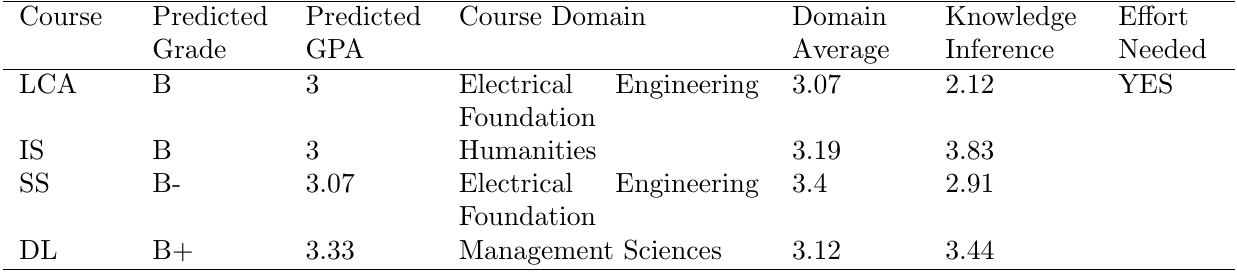 Course Predicted Predicted Course Domain Domain Knowledge Effort
Grade GPA Average Inference Needed
LCA B 3 Electrical Engineering 3.07 2.12 YES
Foundation
IS B 3 Humanities 3.19 3.83
SS B- 3.07 Electrical Engineering 3.4 2.91
Foundation
DL B+ 3.33 Management Sciences 3.12 3.44